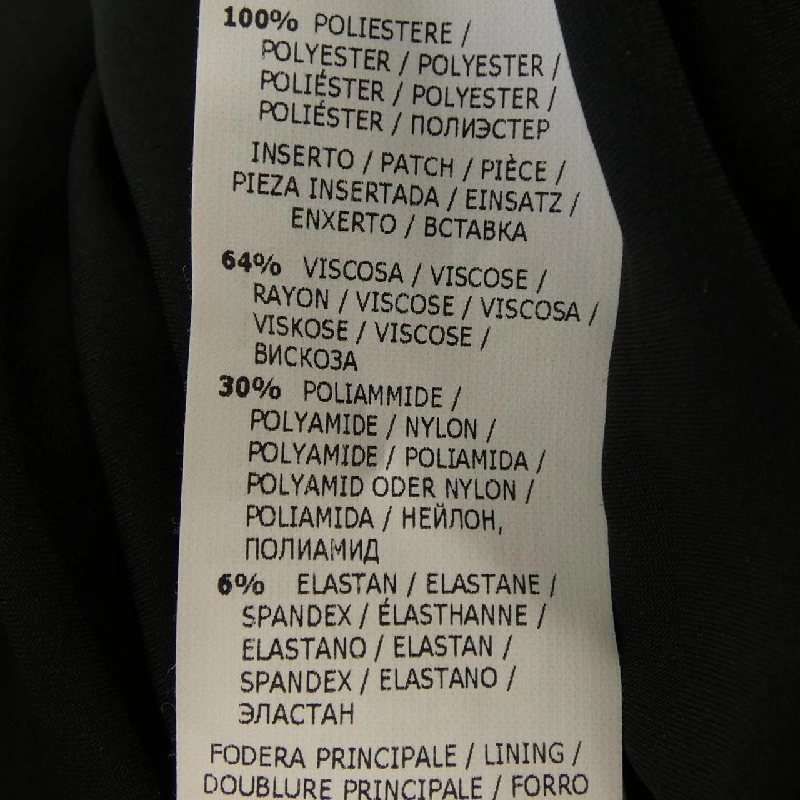 100% POLIESTERE /
POLYESTER / POLYESTER /
POLIÉSTER / POLYESTER /
POLIÉSTER / ПОЛИЭСТЕР
INSERTO / PATCH / PIÈCE /
PIEZA INSERTADA / EINSATZ /
ENXERTO / ВСТАВКА
64% VISCOSA / VISCOSE /
RAYON / VISCOSE / VISCOSA /
VISKOSE / VISCOSE /
ВИСКОЗА
30% POLIAMMIDE /
POLYAMIDE / NYLON /
POLYAMIDE / POLIAMIDA /
POLYAMID ODER NYLON /
POLIAMIDA / НЕЙЛОН,
ПОЛИАМИД
6% ELASTAN / ELASTANE /
SPANDEX / ÉLASTHANNE /
ELASTANO / ELASTAN /
SPANDEX / ELASTANO /
ЭЛАСТАН
FODERA PRINCIPALE / LINING /
DOUBLURE PRINCIPALE / FORRO